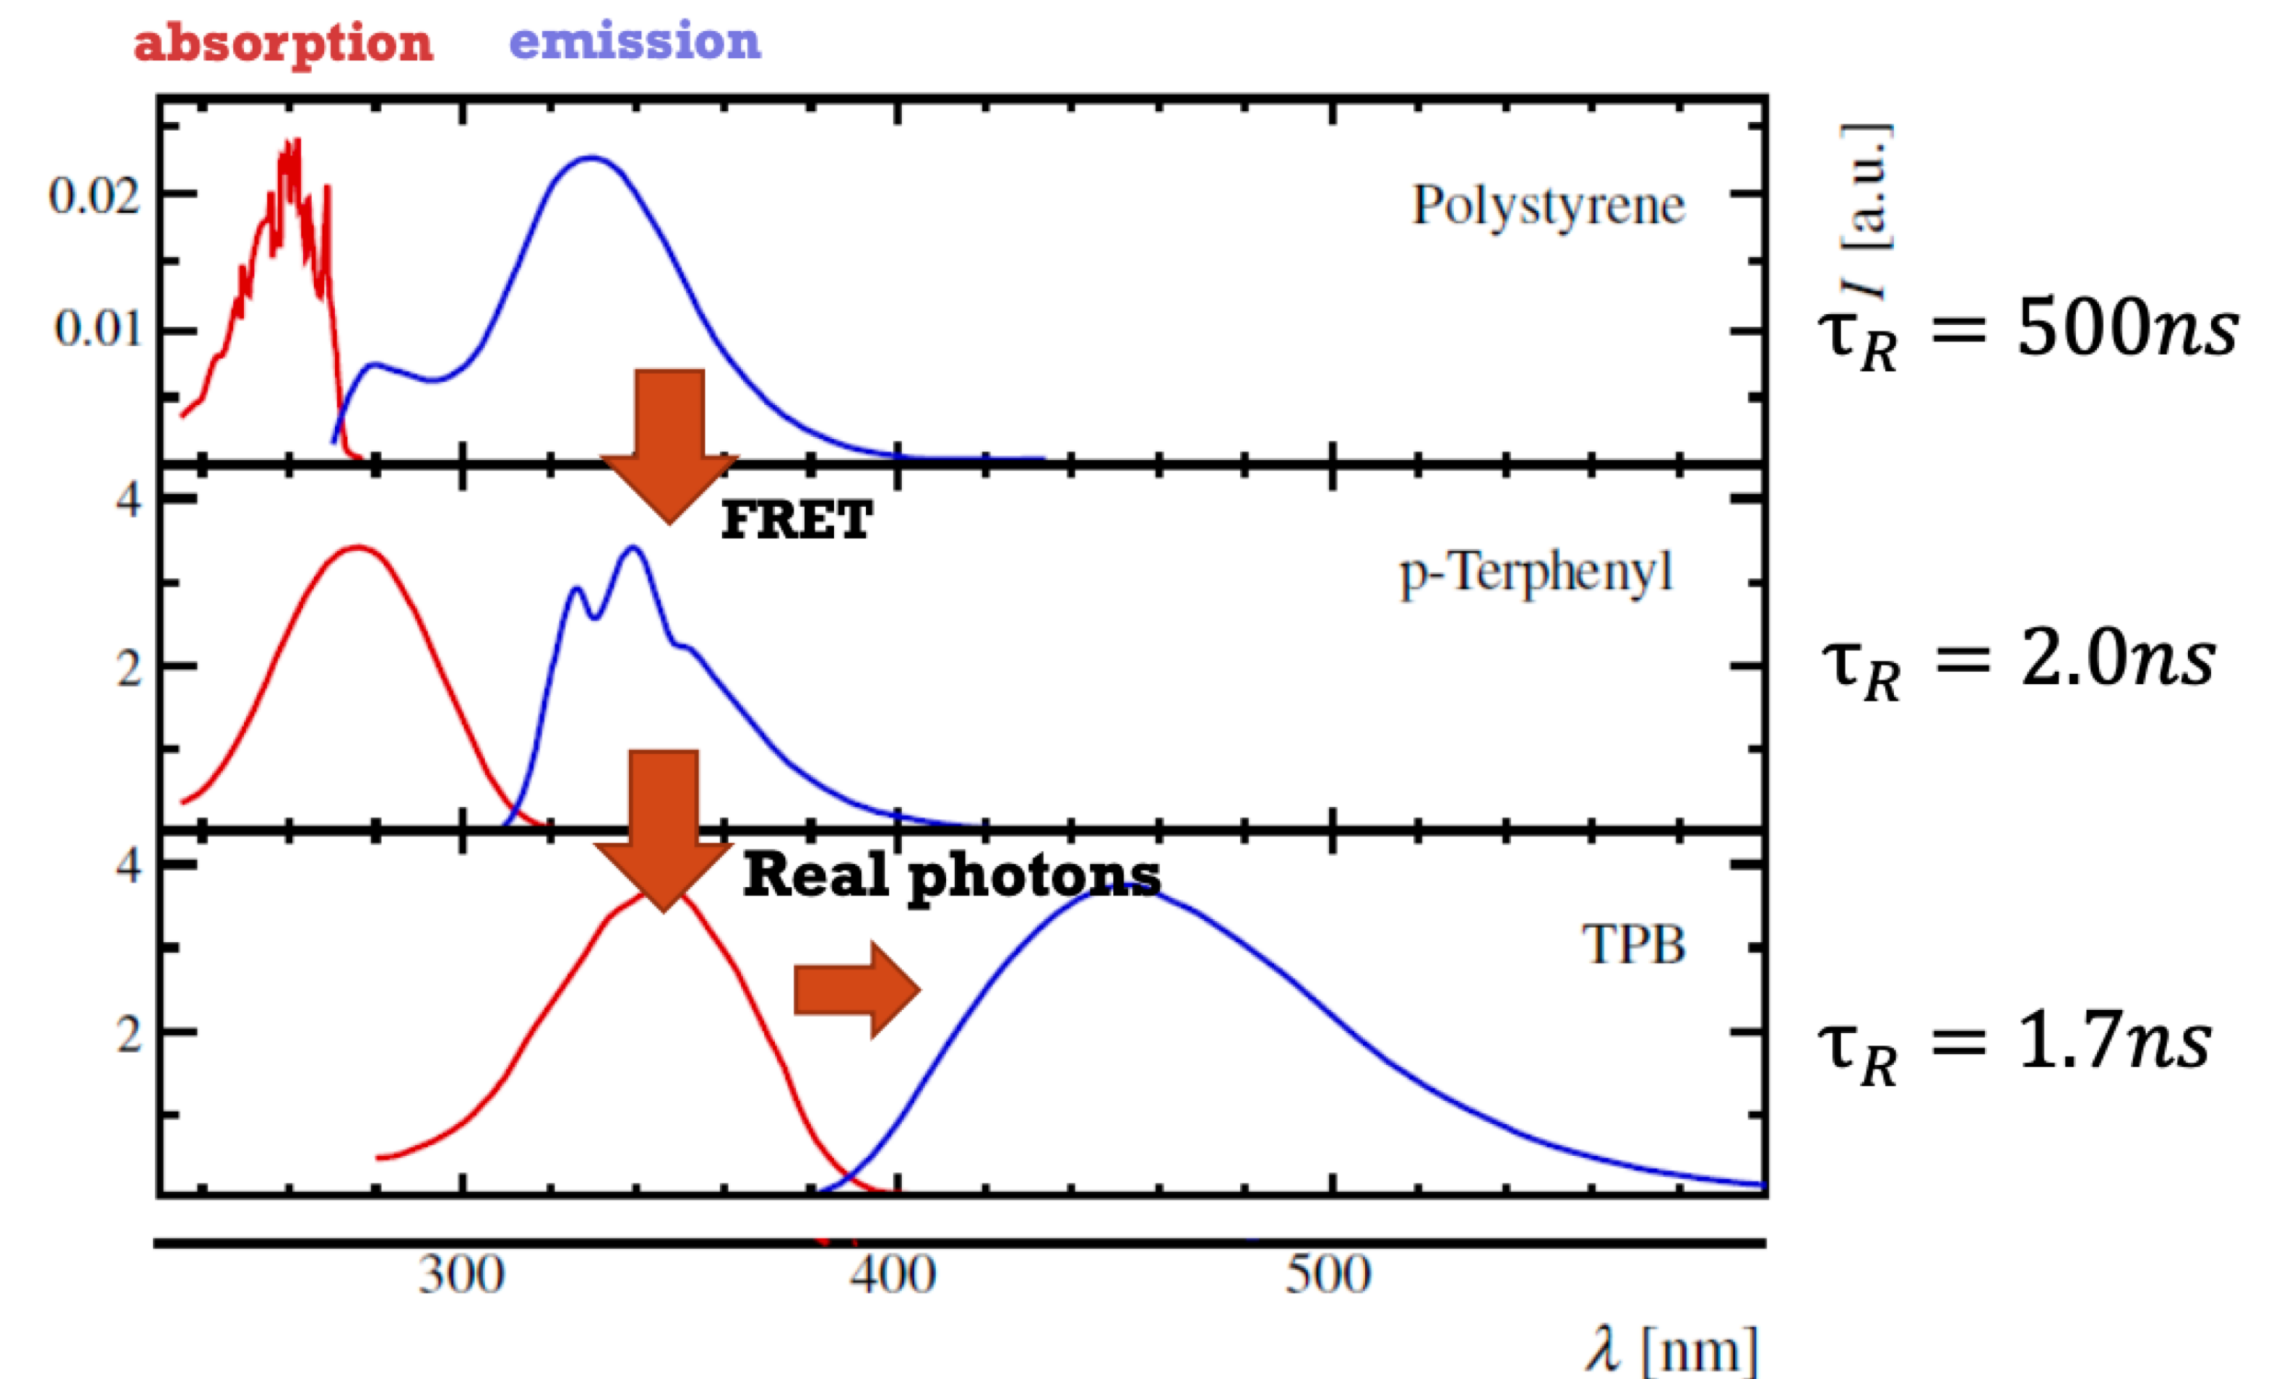 absorption emission
I [a.u.]
0.02
0.01
Polystyrene
τR = 500ns
FRET
4
2
p-Terphenyl
τR = 2.0ns
Real photons
4
2
TPB
τR = 1.7ns
300 400 500
λ [nm]